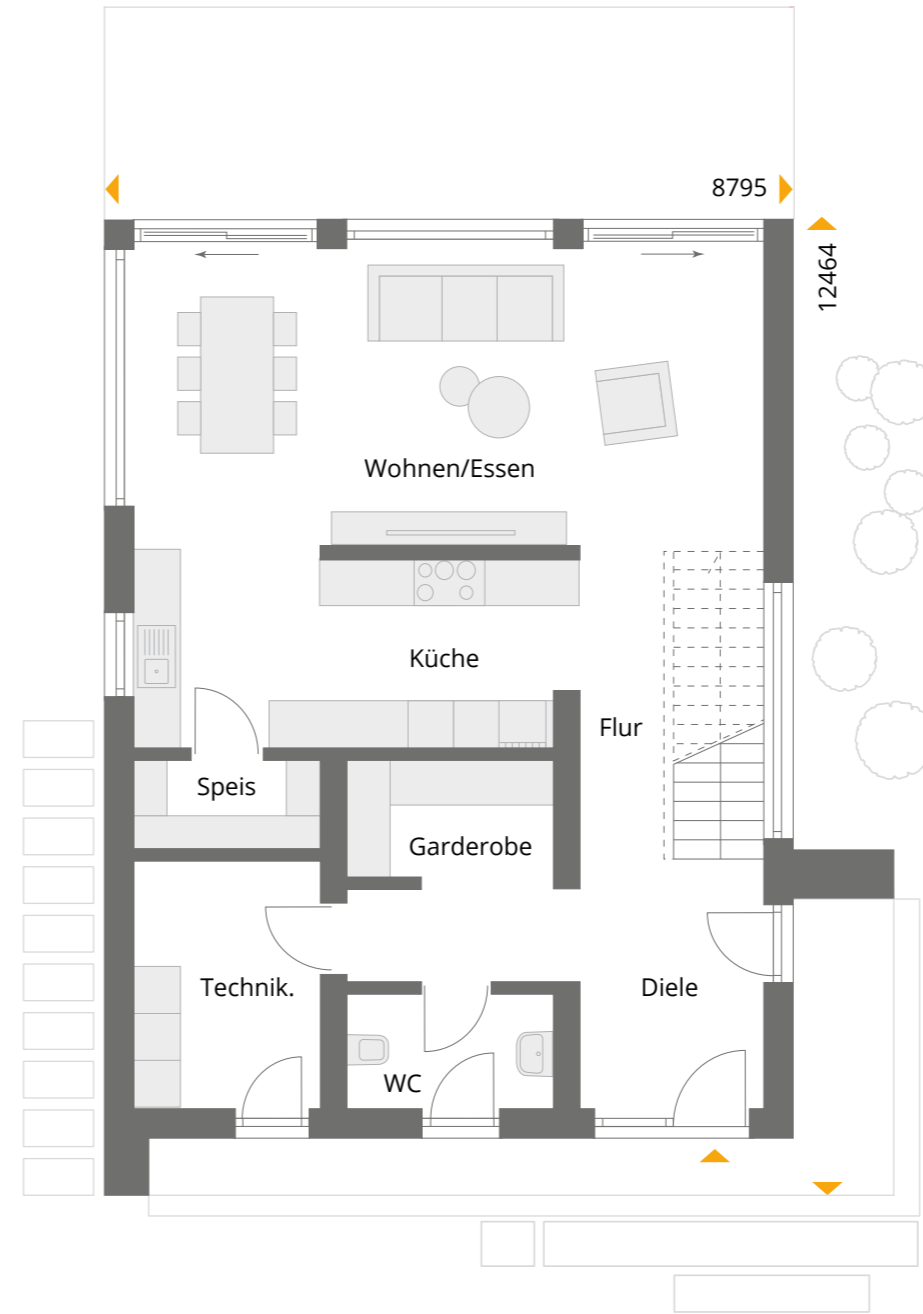 8795
12464
Wohnen/Essen
Küche
Flur
Speis
Garderobe
Technik.
Diele
WC